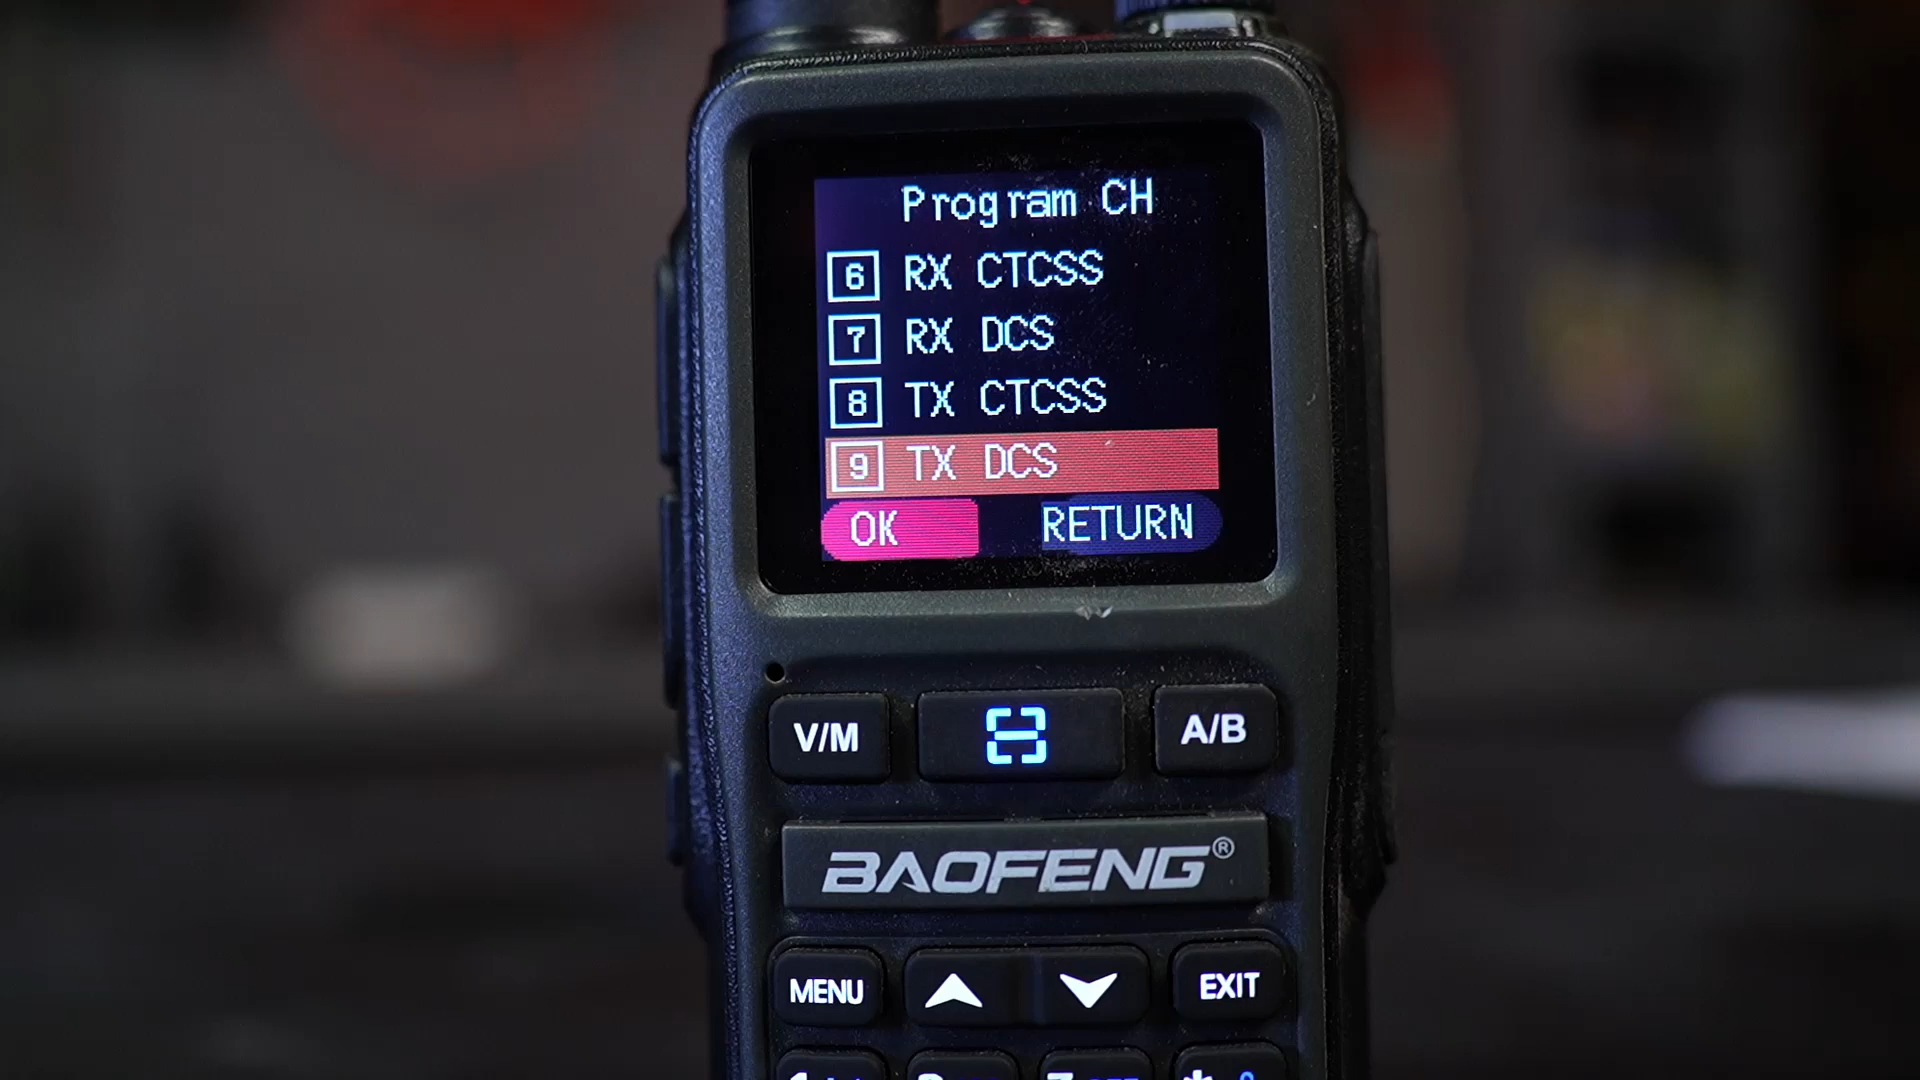 Program CH
6 RX CTCSS
7 RX DCS
8 TX CTCSS
9 TX DCS
OK RETURN
V/M A/B
BAOFENG®
MENU EXIT